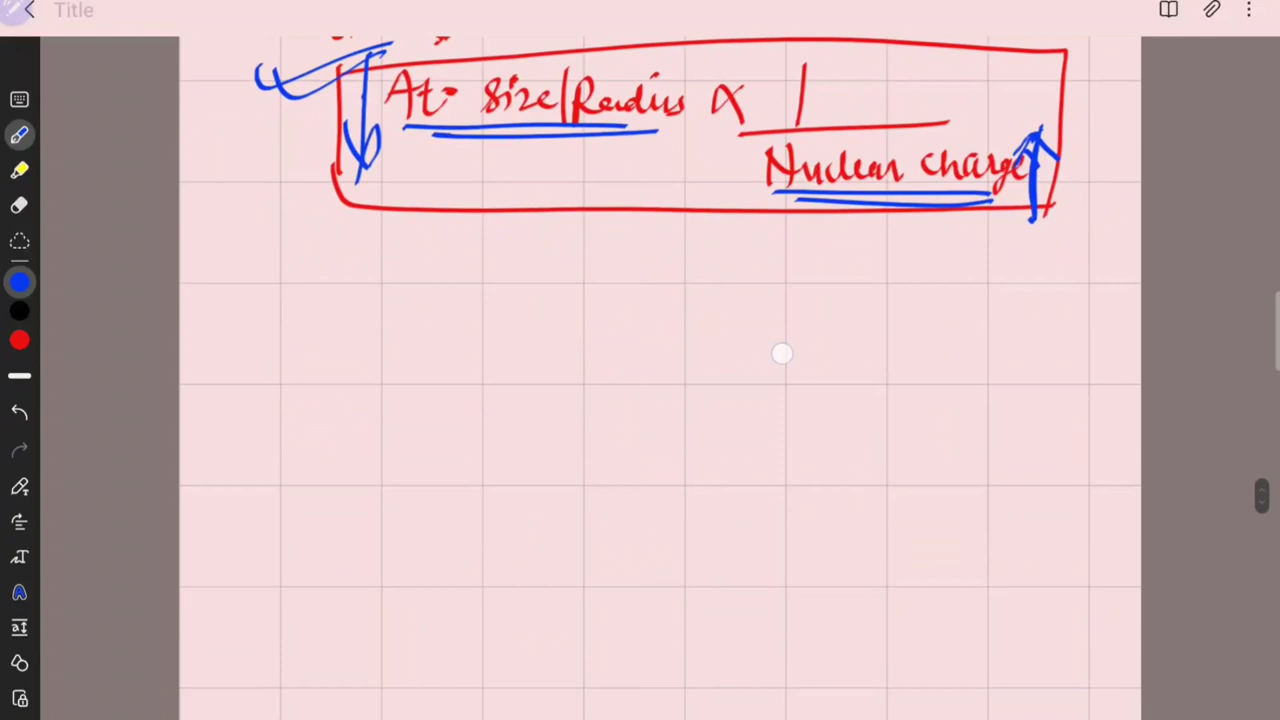 Title
At. Size/Radius ∝ 1
Nuclear charge